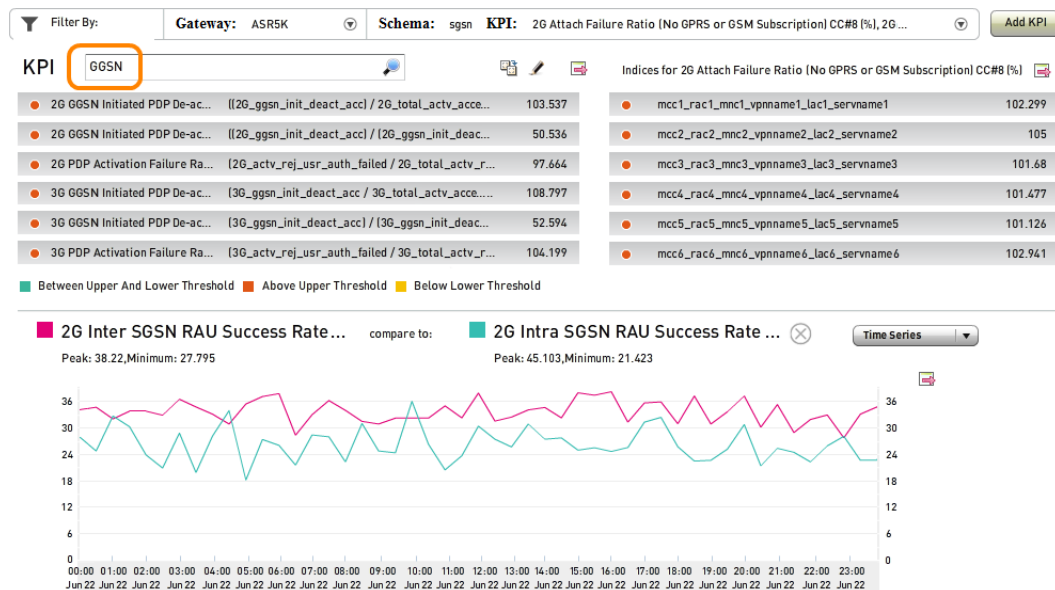 Filter By: Gateway: ASR5K Schema: sgsn KPI: 2G Attach Failure Ratio (No GPRS or GSM Subscription) CC#8 (%), 2G ... Add KPI
KPI GGSN Indices for 2G Attach Failure Ratio (No GPRS or GSM Subscription) CC#8 (%)
2G GGSN Initiated PDP De-ac... ((2G_ggsn_init_deact_acc) / 2G_total_actv_acce... 103.537 mcc1_rac1_mnc1_vpnname1_lac1_servname1 102.299
2G GGSN Initiated PDP De-ac... ((2G_ggsn_init_deact_acc) / (2G_ggsn_init_deac... 50.536 mcc2_rac2_mnc2_vpnname2_lac2_servname2 105
2G PDP Activation Failure Ra... (2G_actv_rej_usr_auth_failed / 2G_total_actv_r... 97.664 mcc3_rac3_mnc3_vpnname3_lac3_servname3 101.68
3G GGSN Initiated PDP De-ac... (3G_ggsn_init_deact_acc / 3G_total_actv_acce..... 108.797 mcc4_rac4_mnc4_vpnname4_lac4_servname4 101.477
3G GGSN Initiated PDP De-ac... (3G_ggsn_init_deact_acc) / (3G_ggsn_init_deac... 52.594 mcc5_rac5_mnc5_vpnname5_lac5_servname5 101.126
3G PDP Activation Failure Ra... (3G_actv_rej_usr_auth_failed / 3G_total_actv_r... 104.199 mcc6_rac6_mnc6_vpnname6_lac6_servname6 102.941
Between Upper And Lower Threshold Above Upper Threshold Below Lower Threshold
2G Inter SGSN RAU Success Rate... compare to: 2G Intra SGSN RAU Success Rate ... Time Series
Peak: 38.22,Minimum: 27.795 Peak: 45.103,Minimum: 21.423
36 36
30 30
24 24
18 18
12 12
6 6
0 0
00:00 01:00 02:00 03:00 04:00 05:00 06:00 07:00 08:00 09:00 10:00 11:00 12:00 13:00 14:00 15:00 16:00 17:00 18:00 19:00 20:00 21:00 22:00 23:00
Jun 22 Jun 22 Jun 22 Jun 22 Jun 22 Jun 22 Jun 22 Jun 22 Jun 22 Jun 22 Jun 22 Jun 22 Jun 22 Jun 22 Jun 22 Jun 22 Jun 22 Jun 22 Jun 22 Jun 22 Jun 22 Jun 22 Jun 22 Jun 22